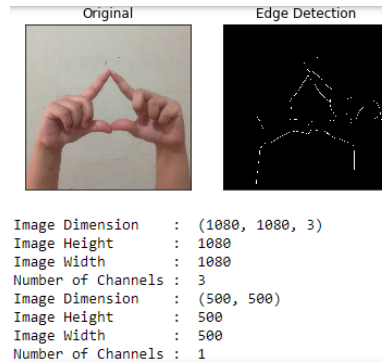 Original Edge Detection
Image Dimension : (1080, 1080, 3)
Image Height : 1080
Image Width : 1080
Number of Channels : 3
Image Dimension : (500, 500)
Image Height : 500
Image Width : 500
Number of Channels : 1